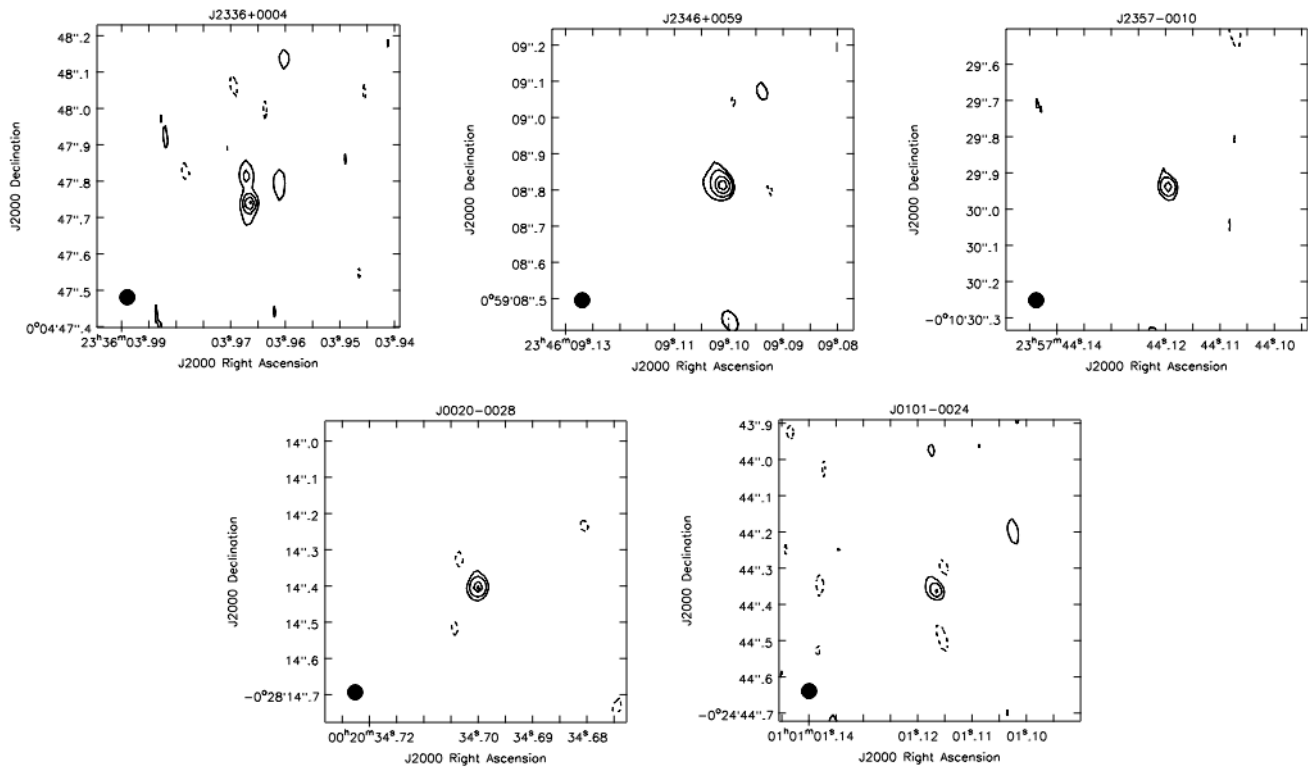 J2336+0004
48".2
48".1
48".0
47".9
47".8
47".7
47".6
47".5
0°04'47".4
J2000 Declination
23ʰ36ᵐ03ˢ.99 03ˢ.97 03ˢ.96 03ˢ.95 03ˢ.94
J2000 Right Ascension
J2346+0059
09".2
09".1
09".0
08".9
08".8
08".7
08".6
0°59'08".5
J2000 Declination
23ʰ46ᵐ09ˢ.13 09ˢ.11 09ˢ.10 09ˢ.09 09ˢ.08
J2000 Right Ascension
J2357-0010
29".6
29".7
29".8
29".9
30".0
30".1
30".2
-0°10'30".3
J2000 Declination
23ʰ57ᵐ44ˢ.14 44ˢ.12 44ˢ.11 44ˢ.10
J2000 Right Ascension
J0020-0028
14".0
14".1
14".2
14".3
14".4
14".5
14".6
-0°28'14".7
J2000 Declination
00ʰ20ᵐ34ˢ.72 34ˢ.70 34ˢ.69 34ˢ.68
J2000 Right Ascension
J0101-0024
43".9
44".0
44".1
44".2
44".3
44".4
44".5
44".6
-0°24'44".7
J2000 Declination
01ʰ01ᵐ01ˢ.14 01ˢ.12 01ˢ.11 01ˢ.10
J2000 Right Ascension